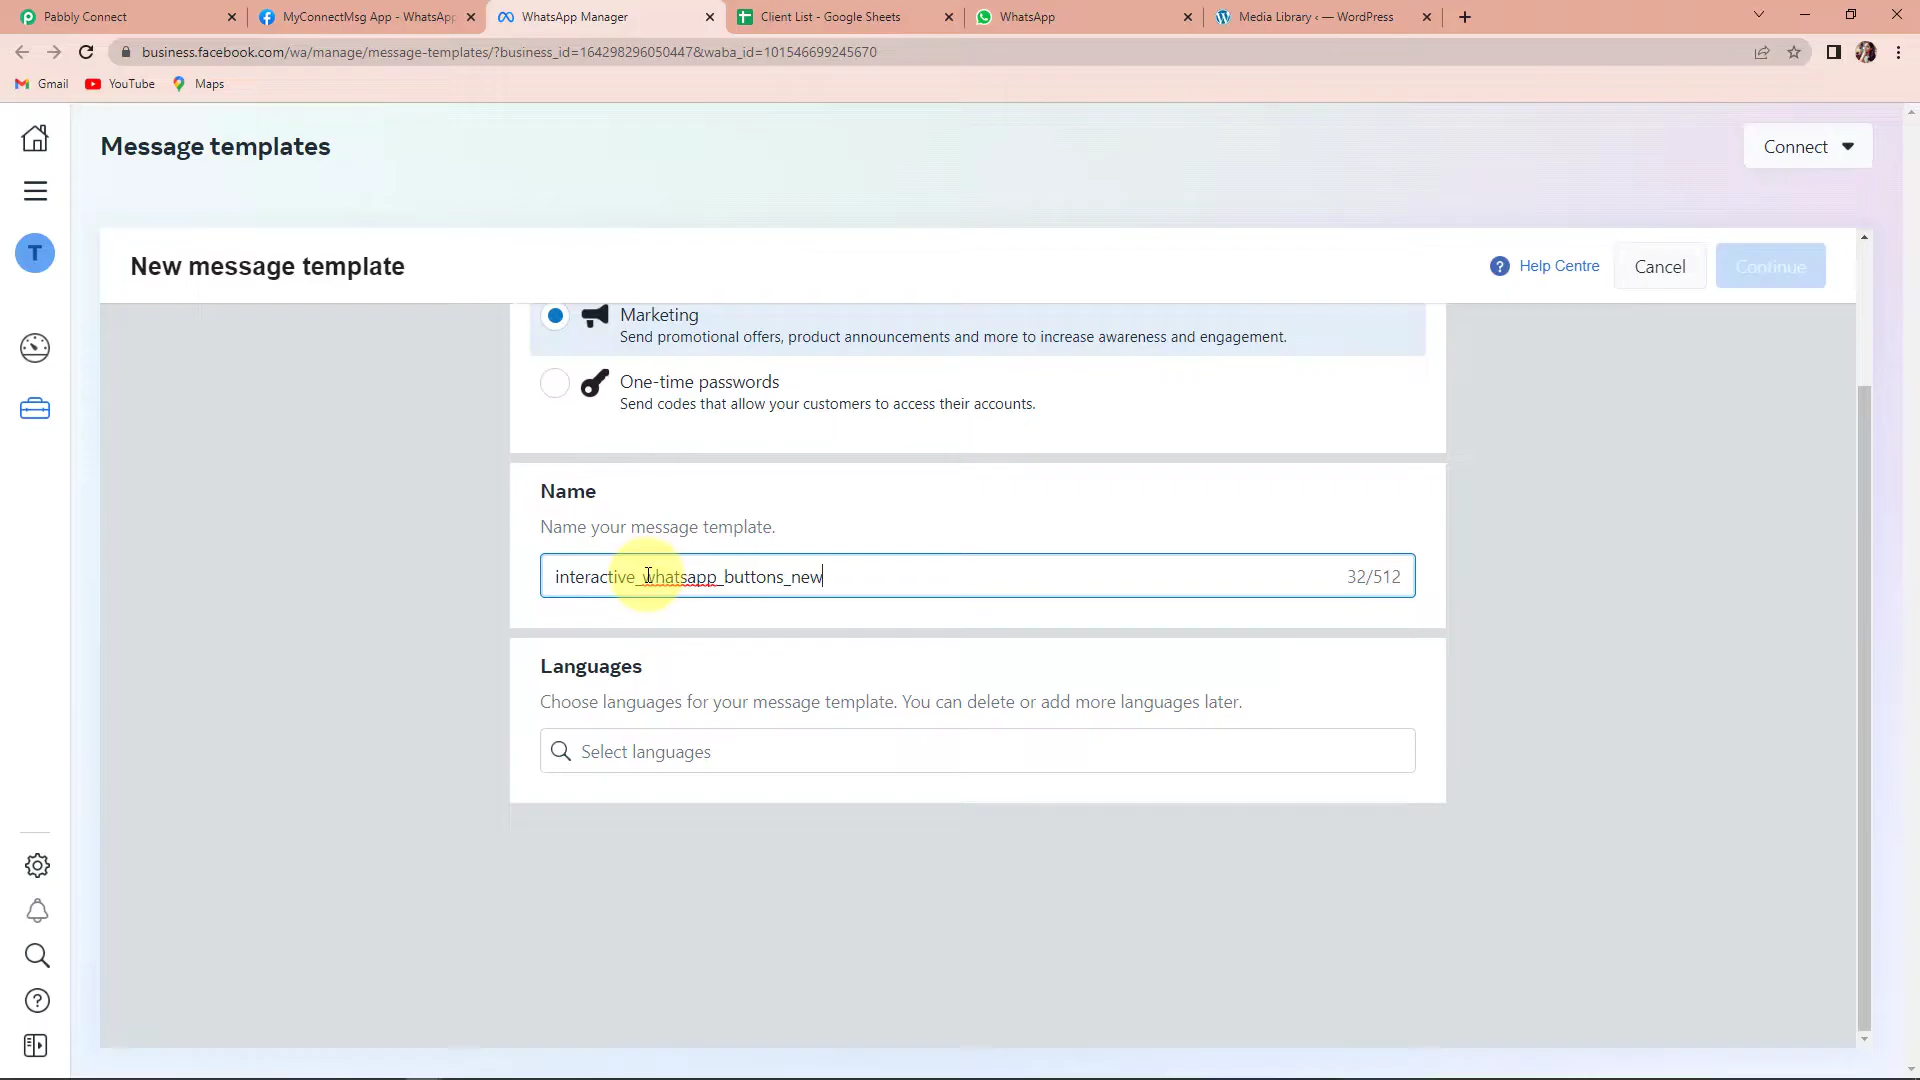 Pabbly Connect
MyConnectMsg App - WhatsApp
WhatsApp Manager
Client List - Google Sheets
WhatsApp
Media Library ‹ — WordPress
business.facebook.com/wa/manage/message-templates/?business_id=164298296050447&waba_id=101546699245670
Gmail
YouTube
Maps
Message templates
Connect
T
New message template
Help Centre
Cancel
Continue
Marketing
Send promotional offers, product announcements and more to increase awareness and engagement.
One-time passwords
Send codes that allow your customers to access their accounts.
Name
Name your message template.
interactive_whatsapp_buttons_new
32/512
Languages
Choose languages for your message template. You can delete or add more languages later.
Select languages